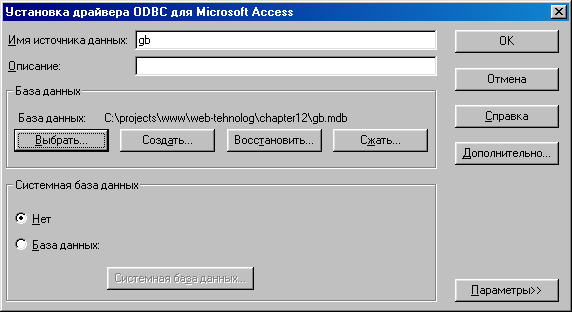 Установка драйвера ODBC для Microsoft Access
Имя источника данных: gb
Описание:
OK
Отмена
Справка
Дополнительно...
База данных
База данных: C:\projects\www\web-tehnolog\chapter12\gb.mdb
Выбрать... Создать... Восстановить... Сжать...
Системная база данных
Нет
База данных:
Системная база данных...
Параметры>>